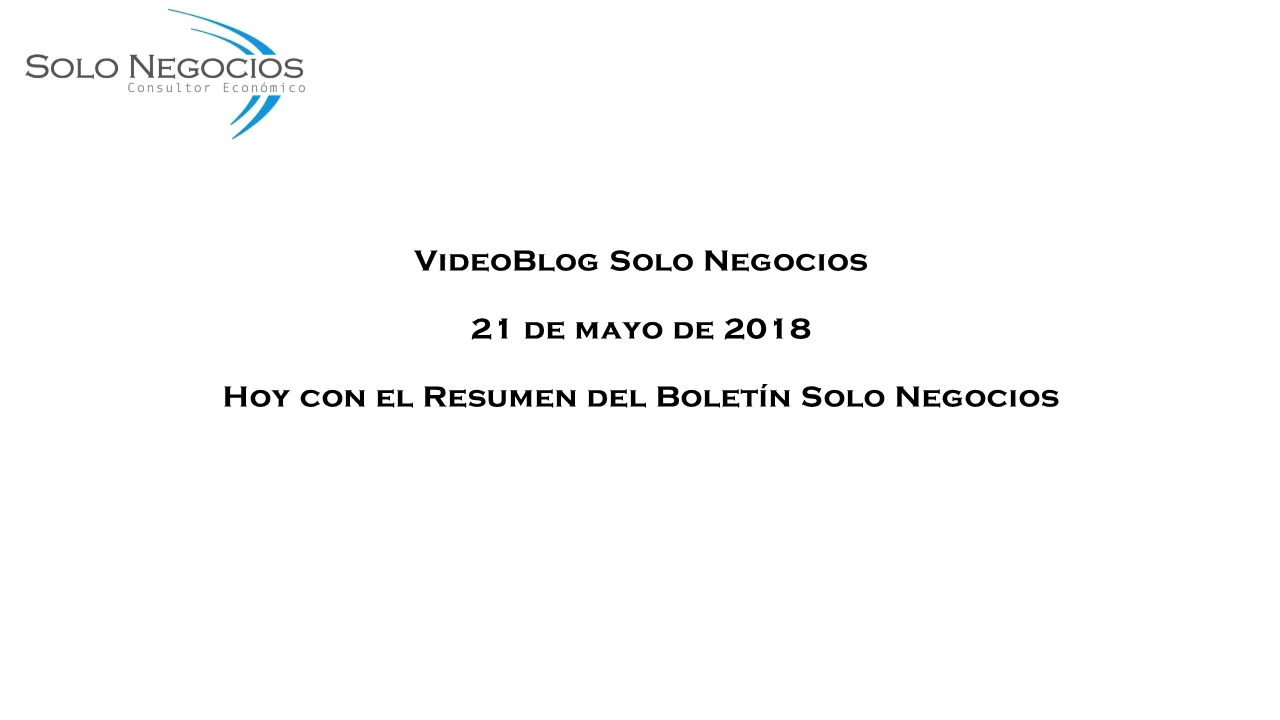 Solo Negocios
Consultor Económico
VideoBlog Solo Negocios
21 de mayo de 2018
Hoy con el Resumen del Boletín Solo Negocios